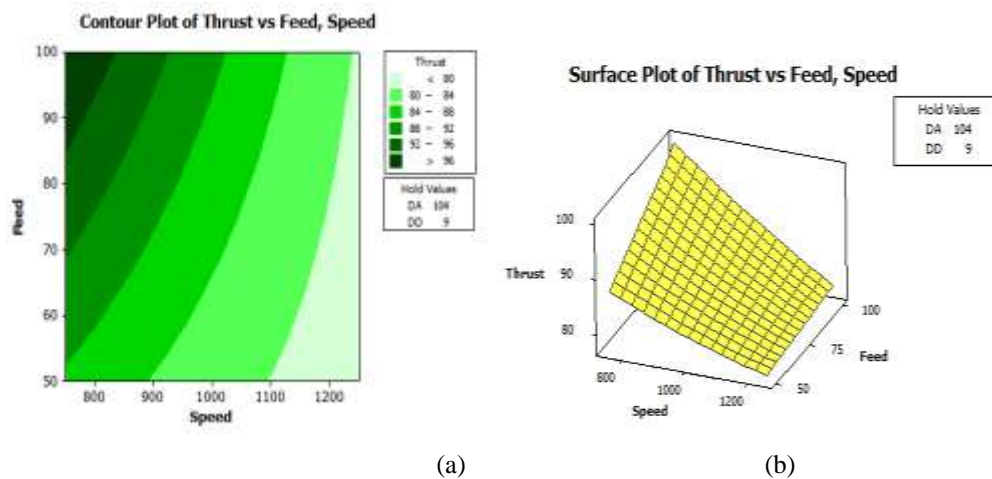 Contour Plot of Thrust vs Feed, Speed
100
90
80
70
60
50
Feed
800 900 1000 1100 1200
Speed
Thrust
< 80
80 – 84
84 – 88
88 – 92
92 – 96
> 96
Hold Values
DA 104
DD 9
Surface Plot of Thrust vs Feed, Speed
Hold Values
DA 104
DD 9
100
90
80
Thrust
800
1000
1200
Speed
50
75
100
Feed
(a) (b)